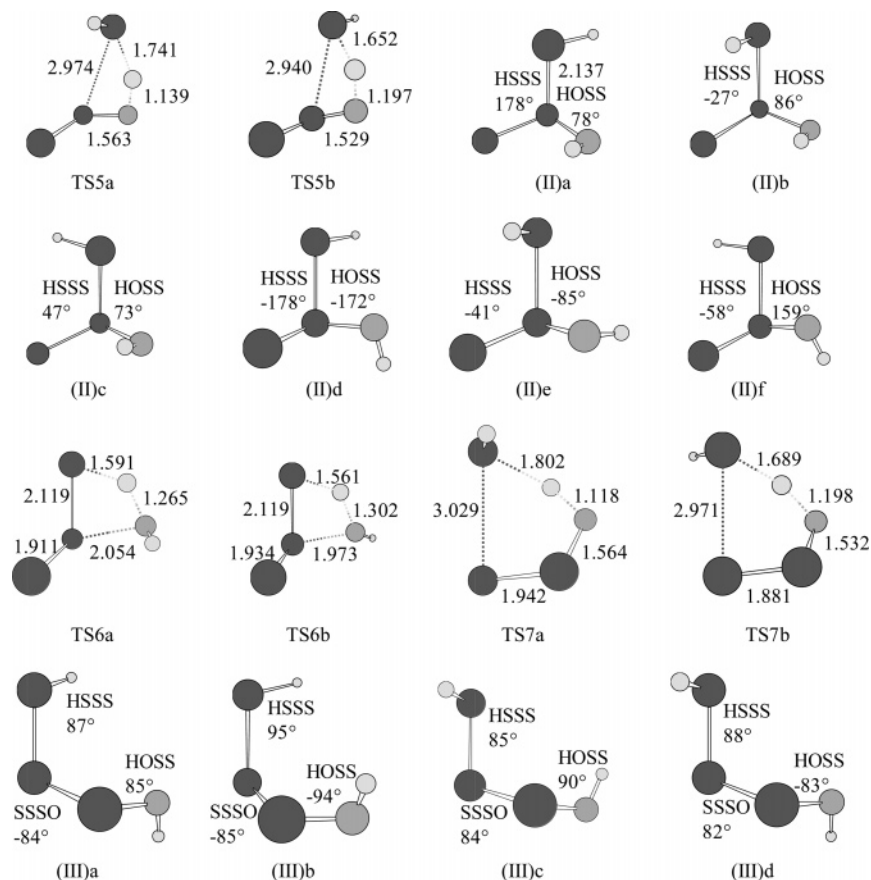 1.741
2.974
1.139
1.563
TS5a
1.652
2.940
1.197
1.529
TS5b
2.137
HSSS
178°
HOSS
78°
(II)a
HSSS
-27°
HOSS
86°
(II)b
HSSS
47°
HOSS
73°
(II)c
HSSS
-178°
HOSS
-172°
(II)d
HSSS
-41°
HOSS
-85°
(II)e
HSSS
-58°
HOSS
159°
(II)f
1.591
2.119
1.265
1.911
2.054
TS6a
1.561
2.119
1.302
1.934
1.973
TS6b
1.802
3.029
1.118
1.564
1.942
TS7a
1.689
2.971
1.198
1.532
1.881
TS7b
HSSS
87°
HOSS
85°
SSSO
-84°
(III)a
HSSS
95°
HOSS
-94°
SSSO
-85°
(III)b
HSSS
85°
HOSS
90°
SSSO
84°
(III)c
HSSS
88°
HOSS
-83°
SSSO
82°
(III)d